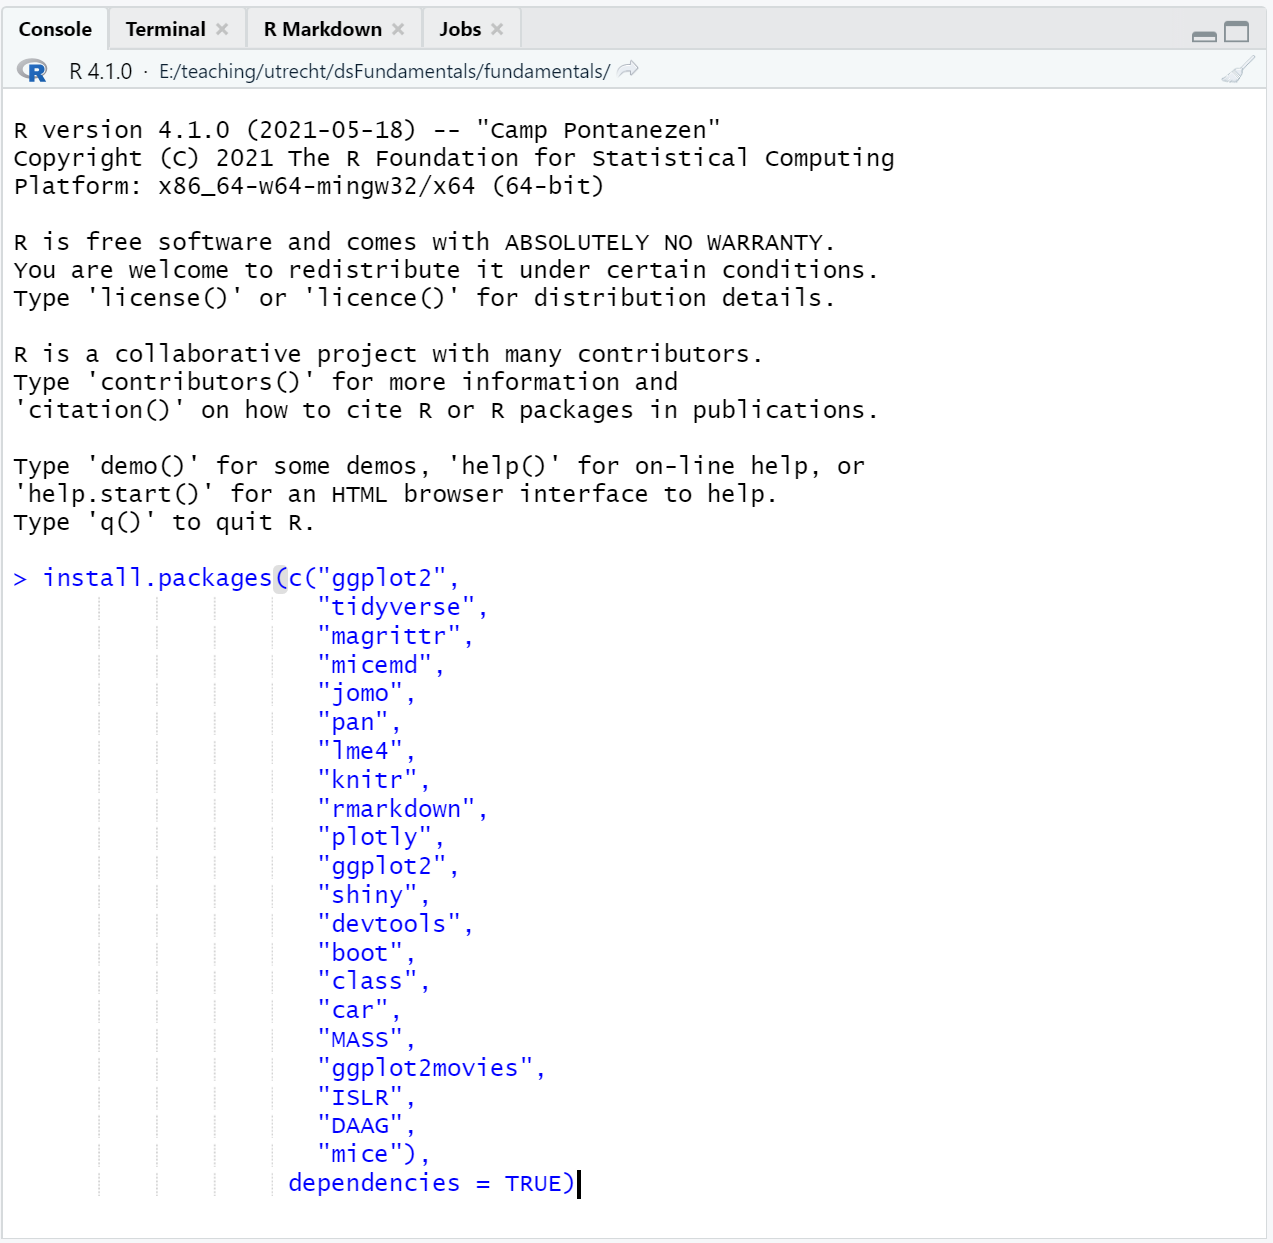 Console Terminal R Markdown Jobs
R R 4.1.0 · E:/teaching/utrecht/dsFundamentals/fundamentals/
R version 4.1.0 (2021-05-18) -- "Camp Pontanezen"
Copyright (C) 2021 The R Foundation for Statistical Computing
Platform: x86_64-w64-mingw32/x64 (64-bit)
R is free software and comes with ABSOLUTELY NO WARRANTY.
You are welcome to redistribute it under certain conditions.
Type 'license()' or 'licence()' for distribution details.
R is a collaborative project with many contributors.
Type 'contributors()' for more information and
'citation()' on how to cite R or R packages in publications.
Type 'demo()' for some demos, 'help()' for on-line help, or
'help.start()' for an HTML browser interface to help.
Type 'q()' to quit R.
> install.packages(c("ggplot2",
"tidyverse",
"magrittr",
"micemd",
"jomo",
"pan",
"lme4",
"knitr",
"rmarkdown",
"plotly",
"ggplot2",
"shiny",
"devtools",
"boot",
"class",
"car",
"MASS",
"ggplot2movies",
"ISLR",
"DAAG",
"mice"),
dependencies = TRUE)